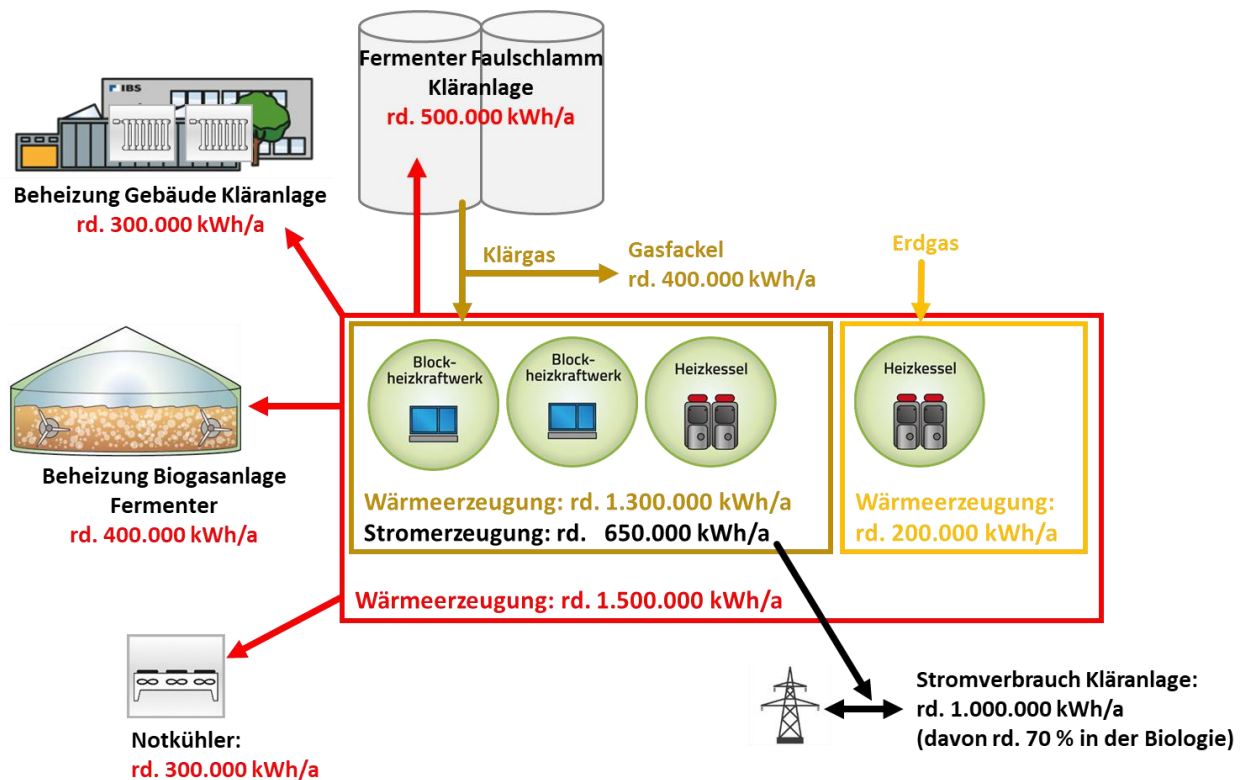 Fermenter Faulschlamm
Kläranlage
rd. 500.000 kWh/a
IBS
Beheizung Gebäude Kläranlage
rd. 300.000 kWh/a
Klärgas
Gasfackel
rd. 400.000 kWh/a
Erdgas
Block-
heizkraftwerk
Block-
heizkraftwerk
Heizkessel
Heizkessel
Beheizung Biogasanlage
Fermenter
rd. 400.000 kWh/a
Wärmeerzeugung: rd. 1.300.000 kWh/a
Stromerzeugung: rd. 650.000 kWh/a
Wärmeerzeugung:
rd. 200.000 kWh/a
Wärmeerzeugung: rd. 1.500.000 kWh/a
Notkühler:
rd. 300.000 kWh/a
Stromverbrauch Kläranlage:
rd. 1.000.000 kWh/a
(davon rd. 70 % in der Biologie)